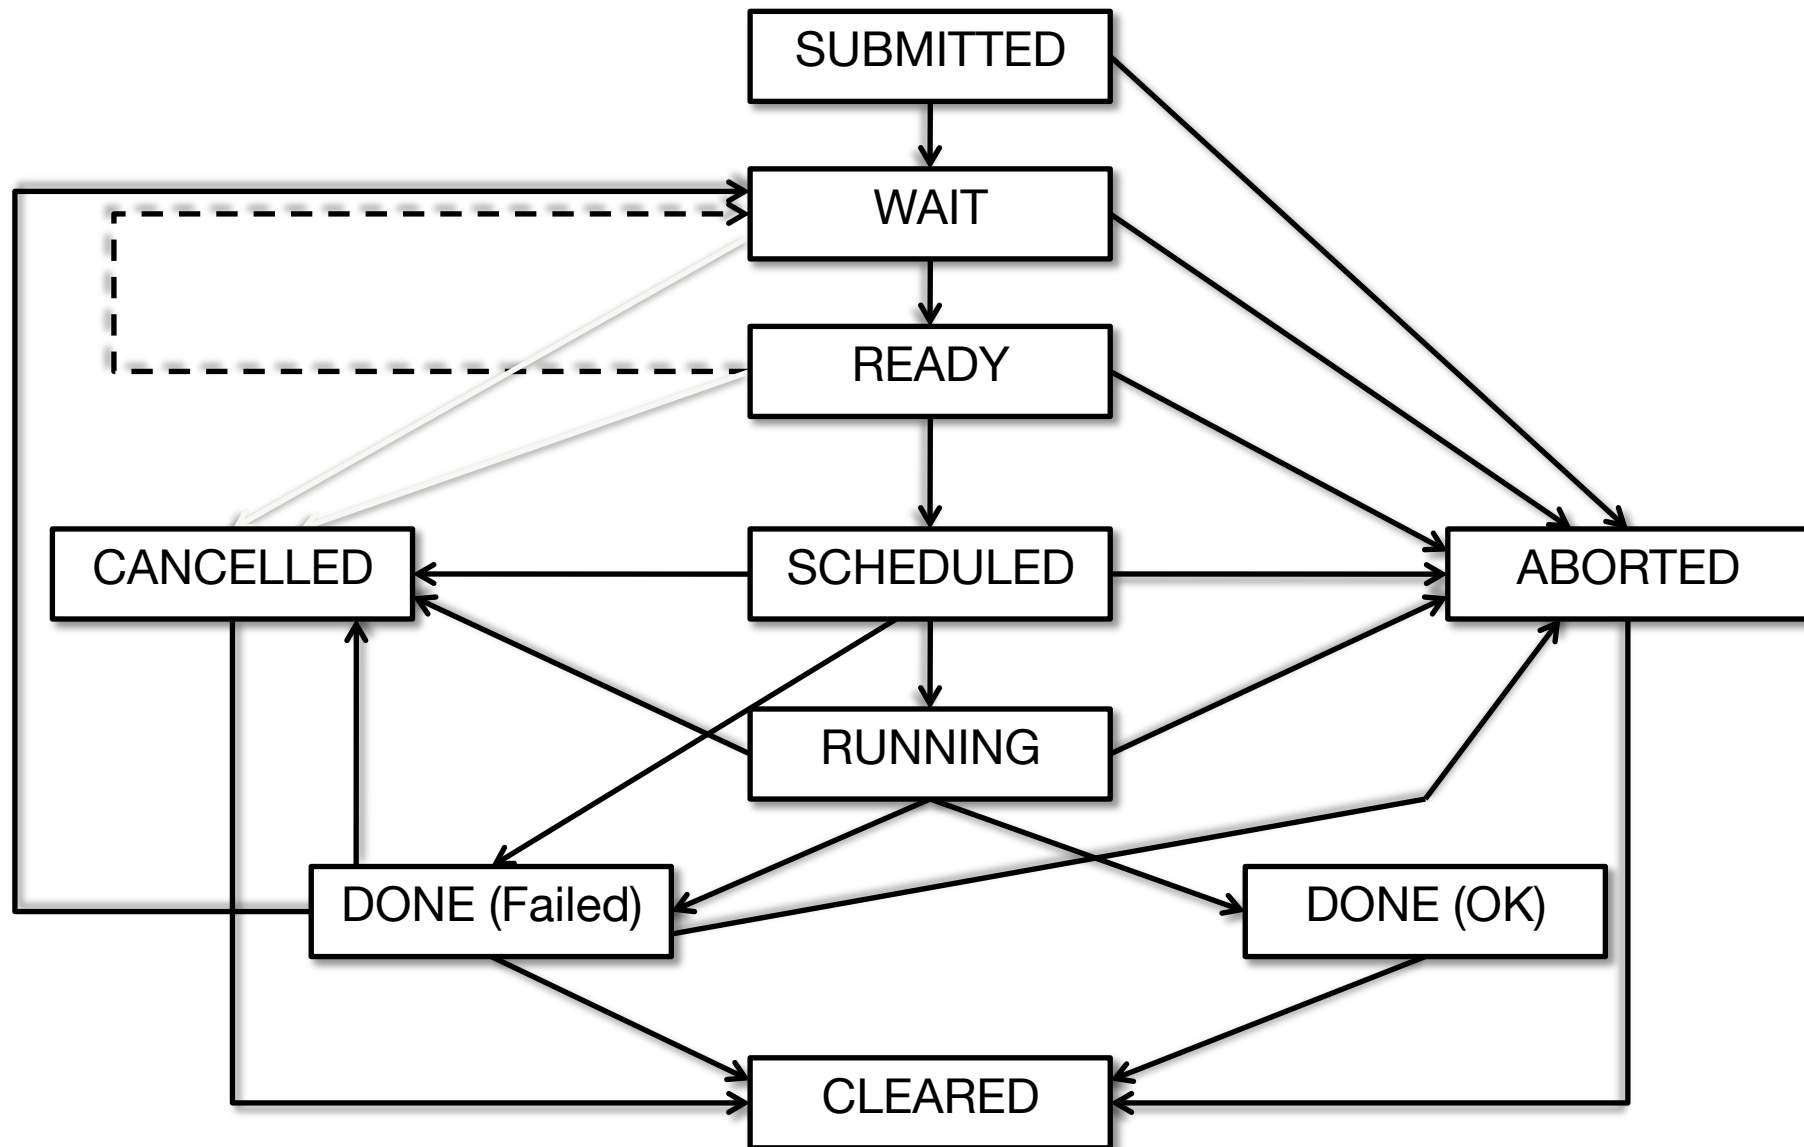 SUBMITTED
WAIT
READY
CANCELLED
SCHEDULED
ABORTED
RUNNING
DONE (Failed)
DONE (OK)
CLEARED